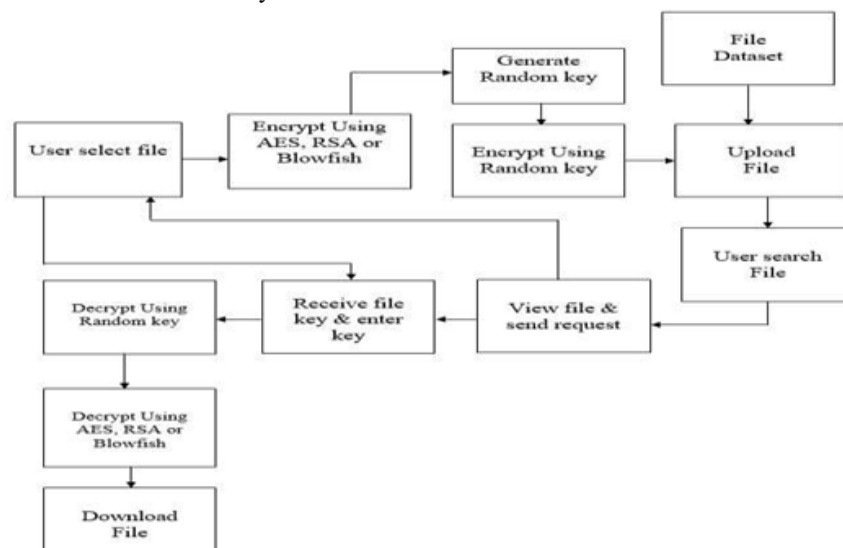 y
File
Dataset
Generate
Random key
User select file
Encrypt Using
AES, RSA or
Blowfish
Encrypt Using
Random key
Upload
File
User search
File
Decrypt Using
Random key
Receive file
key & enter
key
View file &
send request
Decrypt Using
AES, RSA or
Blowfish
Download
File